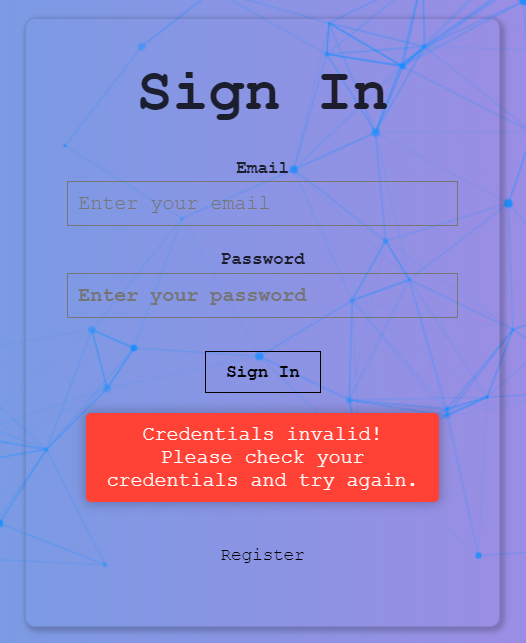 Sign In
Email
Enter your email
Password
Enter your password
Sign In
Credentials invalid!
Please check your
credentials and try again.
Register